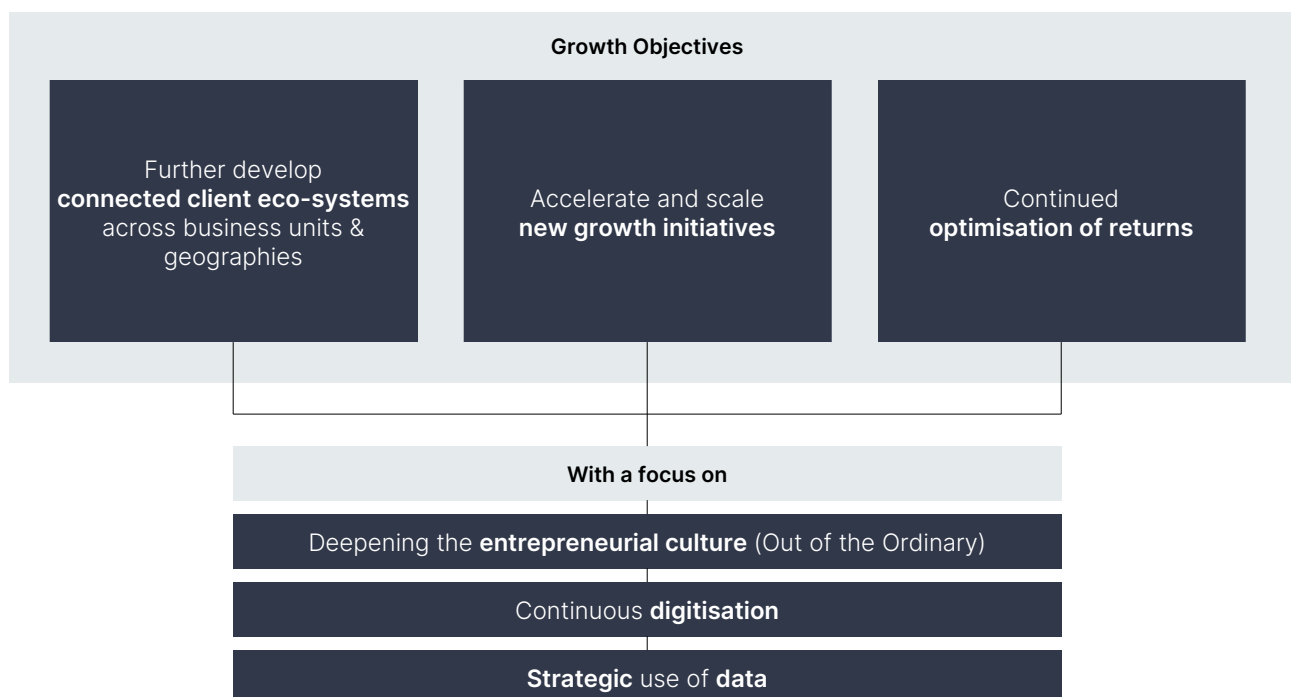 Growth Objectives
Further develop
connected client eco-systems
across business units &
geographies
Accelerate and scale
new growth initiatives
Continued
optimisation of returns
With a focus on
Deepening the entrepreneurial culture (Out of the Ordinary)
Continuous digitisation
Strategic use of data